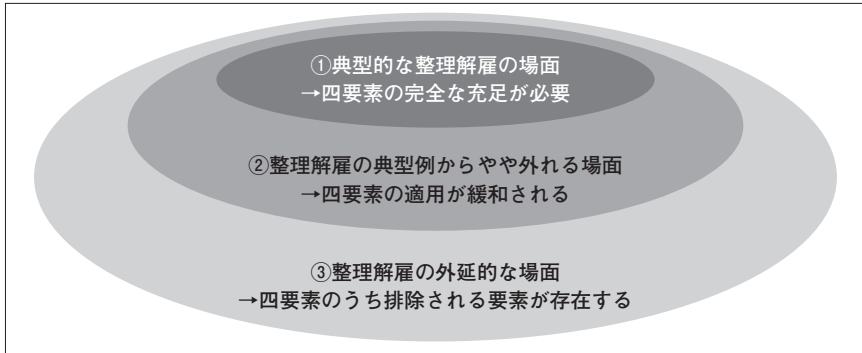 ①典型的な整理解雇の場面
→四要素の完全な充足が必要
②整理解雇の典型例からやや外れる場面
→四要素の適用が緩和される
③整理解雇の外延的な場面
→四要素のうち排除される要素が存在する